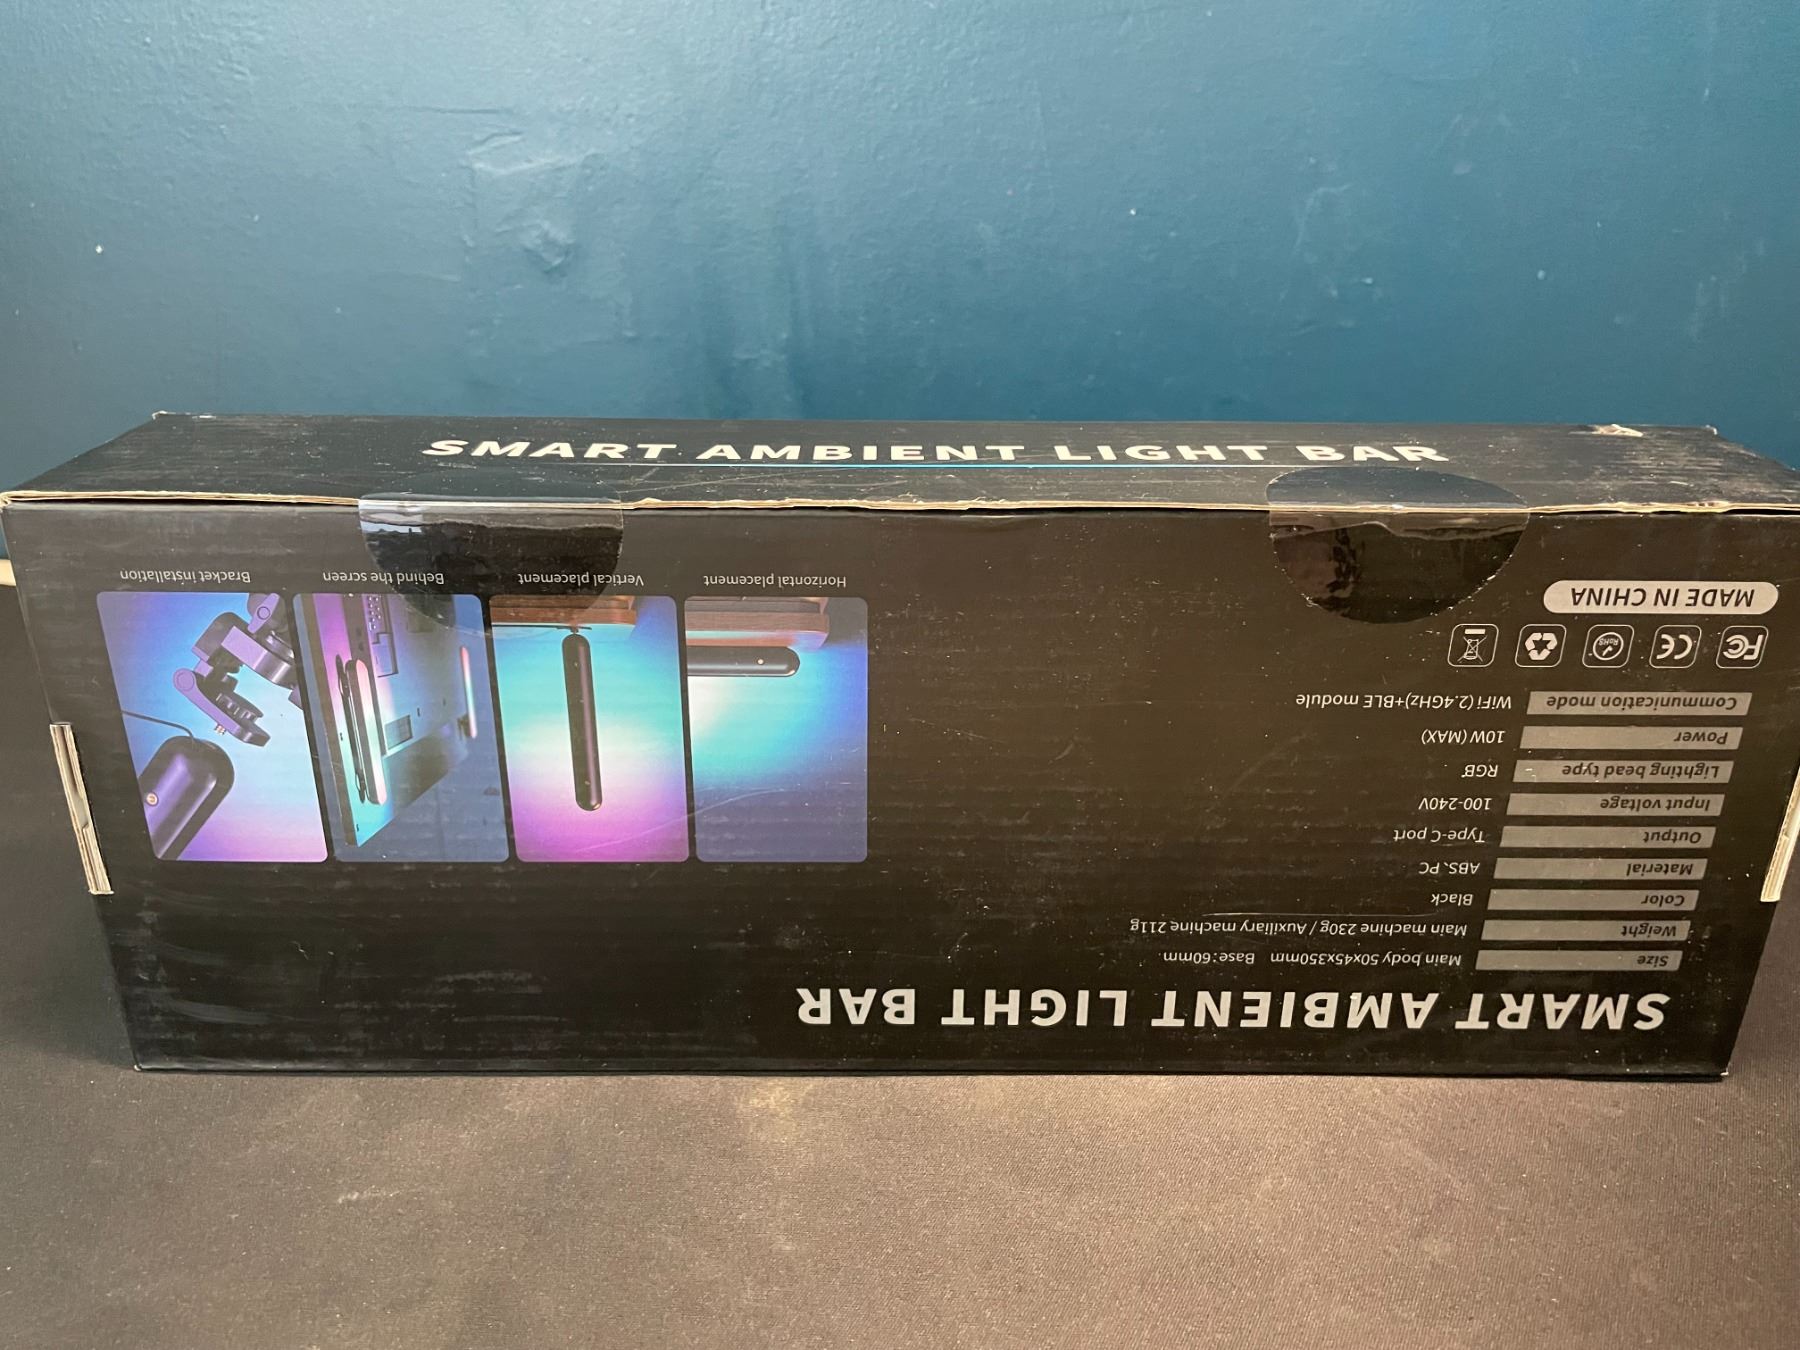 SMART AMBIENT LIGHT BAR
SMART AMBIENT LIGHT BAR
Size Main body 50x45x350mm Base:60mm
Weight Main machine 230g / Auxiliary machine 211g
Color Black
Material ABS、PC
Output Type-C port
Input voltage 100-240V
Lighting bead type RGB
Power 10W (MAX)
Communication mode WiFi (2.4GHz)+BLE module
FC CE RoHS
MADE IN CHINA
Horizontal placement
Vertical placement
Behind the screen
Bracket installation